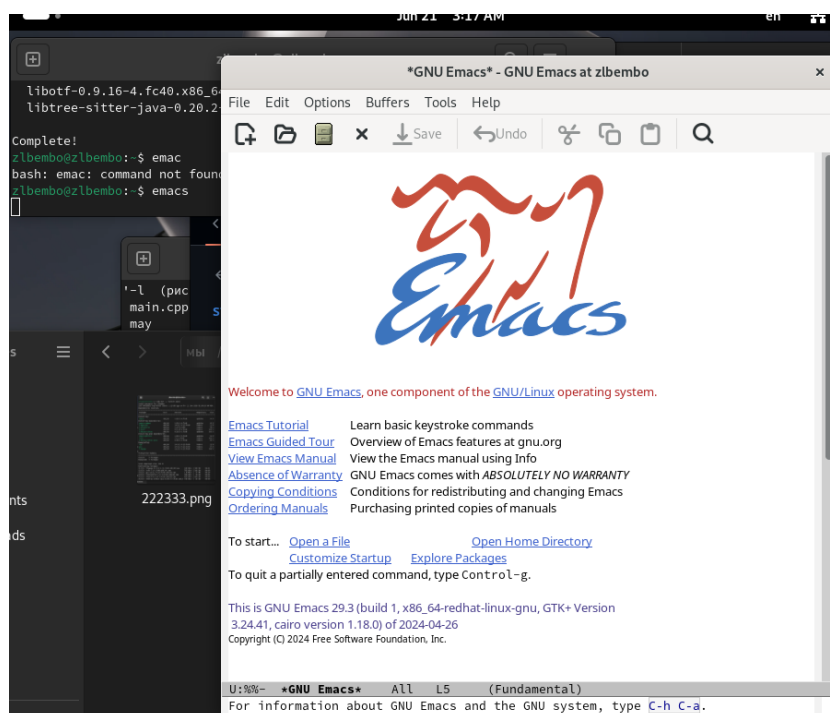 Jun 21 3:17 AM
en
libotf-0.9.16-4.fc40.x86_64
libtree-sitter-java-0.20.2-
Complete!
zlbembo@zlbembo:~$ emac
bash: emac: command not foun
zlbembo@zlbembo:~$ emacs
'-l (рис
main.cpp
may
мы /
222333.png
nts
ds
*GNU Emacs* - GNU Emacs at zlbembo
File Edit Options Buffers Tools Help
Save
Undo
Emacs
Welcome to GNU Emacs, one component of the GNU/Linux operating system.
Emacs Tutorial Learn basic keystroke commands
Emacs Guided Tour Overview of Emacs features at gnu.org
View Emacs Manual View the Emacs manual using Info
Absence of Warranty GNU Emacs comes with ABSOLUTELY NO WARRANTY
Copying Conditions Conditions for redistributing and changing Emacs
Ordering Manuals Purchasing printed copies of manuals
To start... Open a File Open Home Directory
Customize Startup Explore Packages
To quit a partially entered command, type Control-g.
This is GNU Emacs 29.3 (build 1, x86_64-redhat-linux-gnu, GTK+ Version
3.24.41, cairo version 1.18.0) of 2024-04-26
Copyright (C) 2024 Free Software Foundation, Inc.
U:%%- *GNU Emacs* All L5 (Fundamental)
For information about GNU Emacs and the GNU system, type C-h C-a.